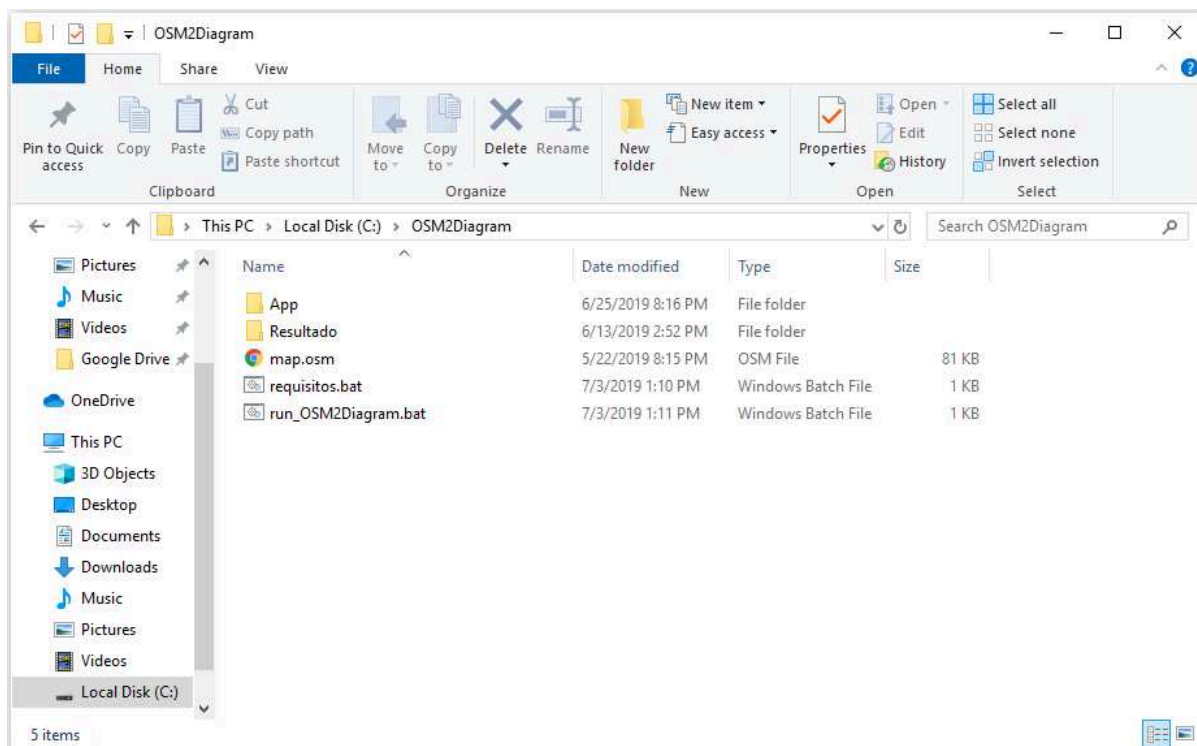 OSM2Diagram
File Home Share View
Pin to Quick access
Copy
Paste
Cut
Copy path
Paste shortcut
Clipboard
Move to
Copy to
Delete
Rename
Organize
New folder
New item
Easy access
New
Properties
Open
Edit
History
Open
Select all
Select none
Invert selection
Select
This PC > Local Disk (C:) > OSM2Diagram
Search OSM2Diagram
Pictures
Music
Videos
Google Drive
OneDrive
This PC
3D Objects
Desktop
Documents
Downloads
Music
Pictures
Videos
Local Disk (C:)
Name Date modified Type Size
App 6/25/2019 8:16 PM File folder
Resultado 6/13/2019 2:52 PM File folder
map.osm 5/22/2019 8:15 PM OSM File 81 KB
requisitos.bat 7/3/2019 1:10 PM Windows Batch File 1 KB
run_OSM2Diagram.bat 7/3/2019 1:11 PM Windows Batch File 1 KB
5 items